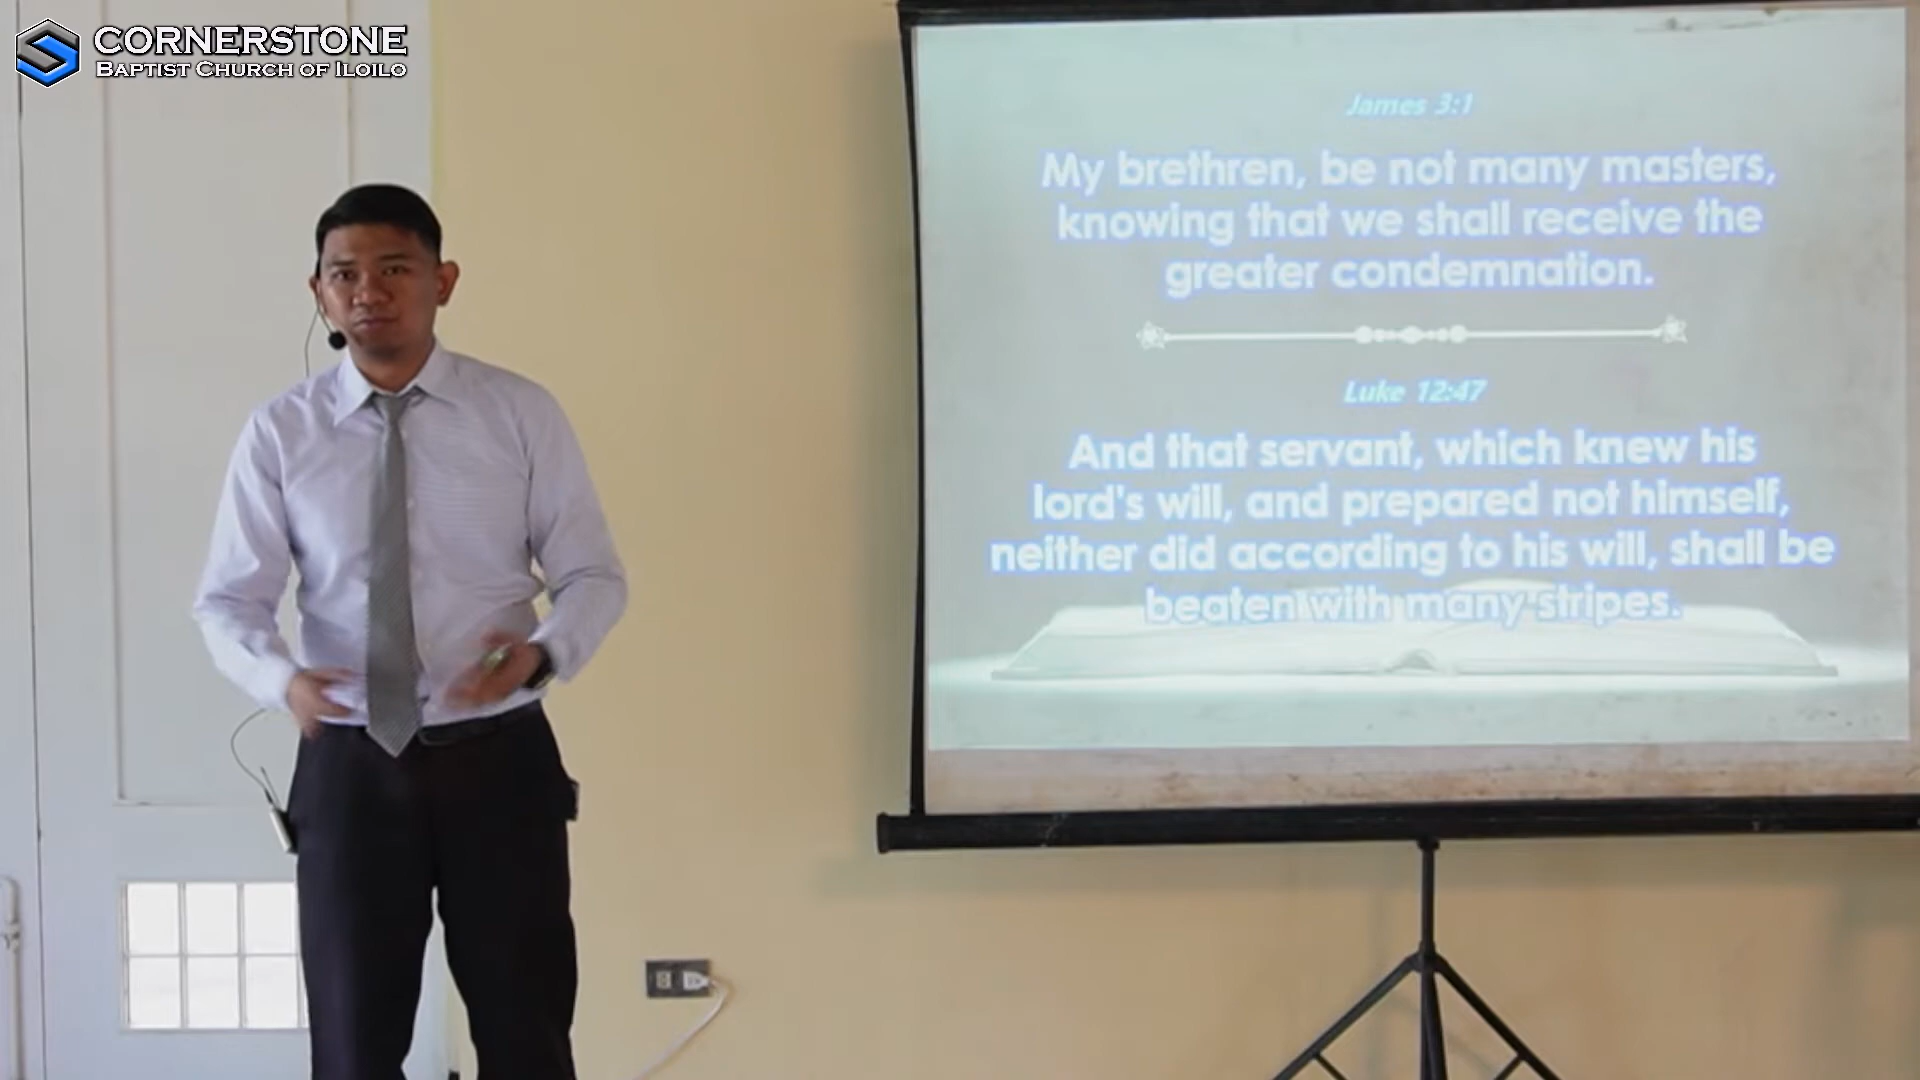 CORNERSTONE
BAPTIST CHURCH OF ILOILO
James 3:1
My brethren, be not many masters,
knowing that we shall receive the
greater condemnation.
Luke 12:47
And that servant, which knew his
lord's will, and prepared not himself,
neither did according to his will, shall be
beaten with many stripes.